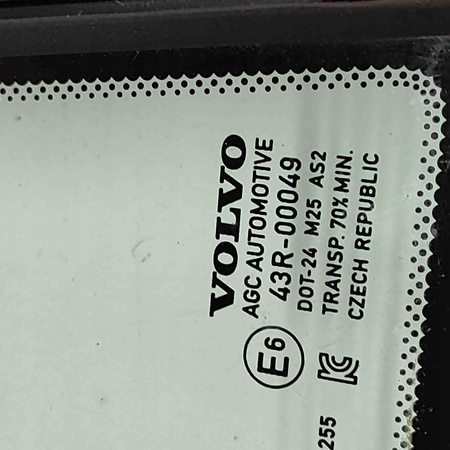 VOLVO
AGC AUTOMOTIVE
43R-00049
DOT-24 M25 AS2
TRANSP. 70% MIN.
CZECH REPUBLIC
E6
255